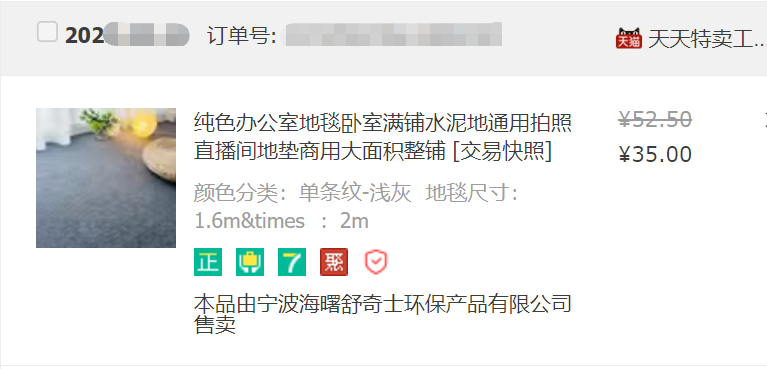 202
订单号:
天猫 天天特卖工...
纯色办公室地毯卧室满铺水泥地通用拍照
直播间地垫商用大面积整铺 [交易快照]
颜色分类：单条纹-浅灰 地毯尺寸：
1.6m&times ：2m
正 7 聚
本品由宁波海曙舒奇士环保产品有限公司
售卖
¥52.50
¥35.00